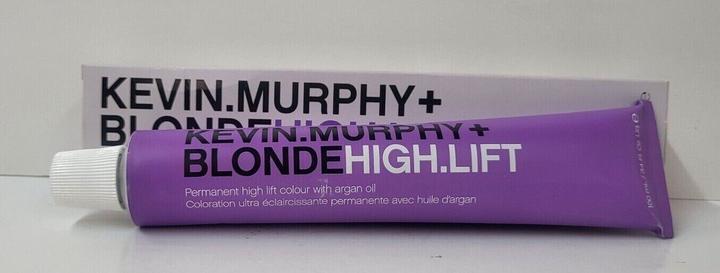 KEVIN.MURPHY+
BLONDEHIGH
KEVIN.MURPHY+
BLONDEHIGH.LIFT
Permanent high lift colour with argan oil
Coloration ultra éclaircissante permanente avec huile d'argan